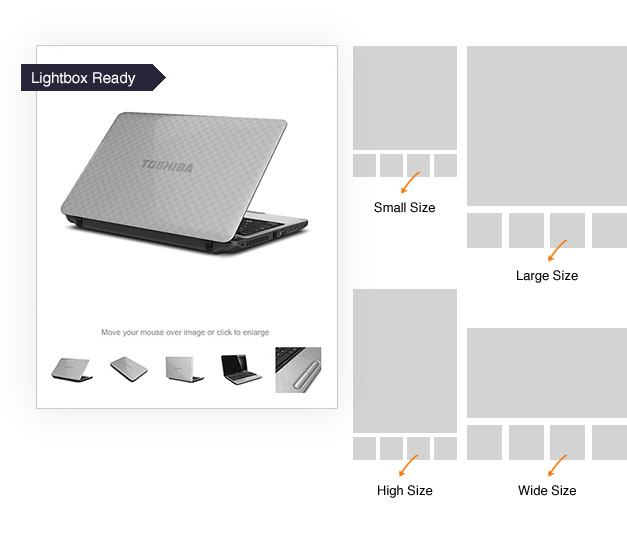 Lightbox Ready
TOSHIBA
Move your mouse over image or click to enlarge
Small Size
Large Size
High Size
Wide Size